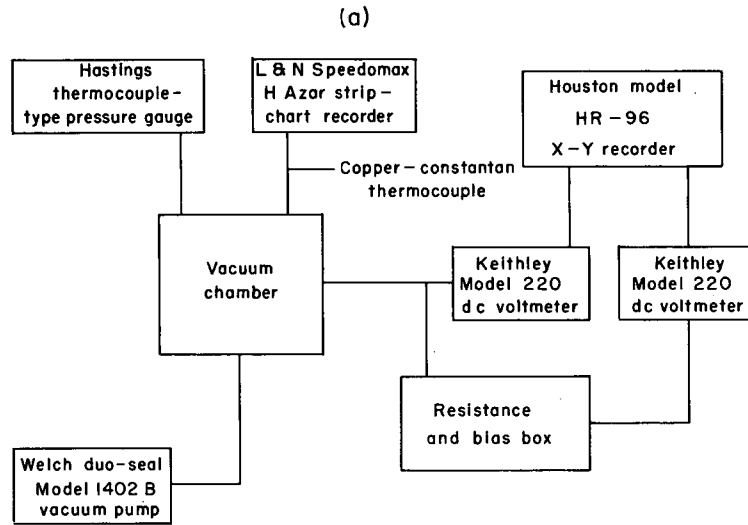 (a)
Hastings
thermocouple-
type pressure gauge
L & N Speedomax
H Azar strip-
chart recorder
Houston model
HR-96
X-Y recorder
Copper-constantan
thermocouple
Vacuum
chamber
Keithley
Model 220
dc voltmeter
Keithley
Model 220
dc voltmeter
Resistance
and bias box
Welch duo-seal
Model 1402 B
vacuum pump